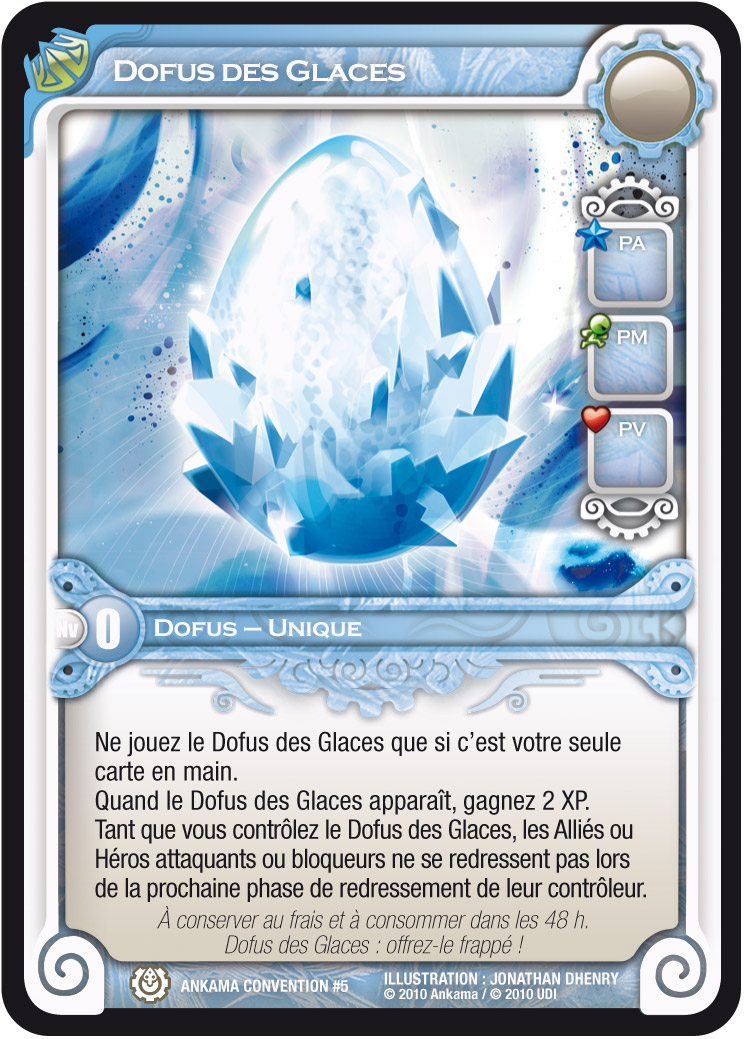 Dofus des Glaces
PA
PM
PV
Nv 0 Dofus – Unique
Ne jouez le Dofus des Glaces que si c'est votre seule
carte en main.
Quand le Dofus des Glaces apparaît, gagnez 2 XP.
Tant que vous contrôlez le Dofus des Glaces, les Alliés ou
Héros attaquants ou bloqueurs ne se redressent pas lors
de la prochaine phase de redressement de leur contrôleur.
À conserver au frais et à consommer dans les 48 h.
Dofus des Glaces : offrez-le frappé !
ANKAMA CONVENTION #5
ILLUSTRATION : JONATHAN DHENRY
© 2010 Ankama / © 2010 UDI